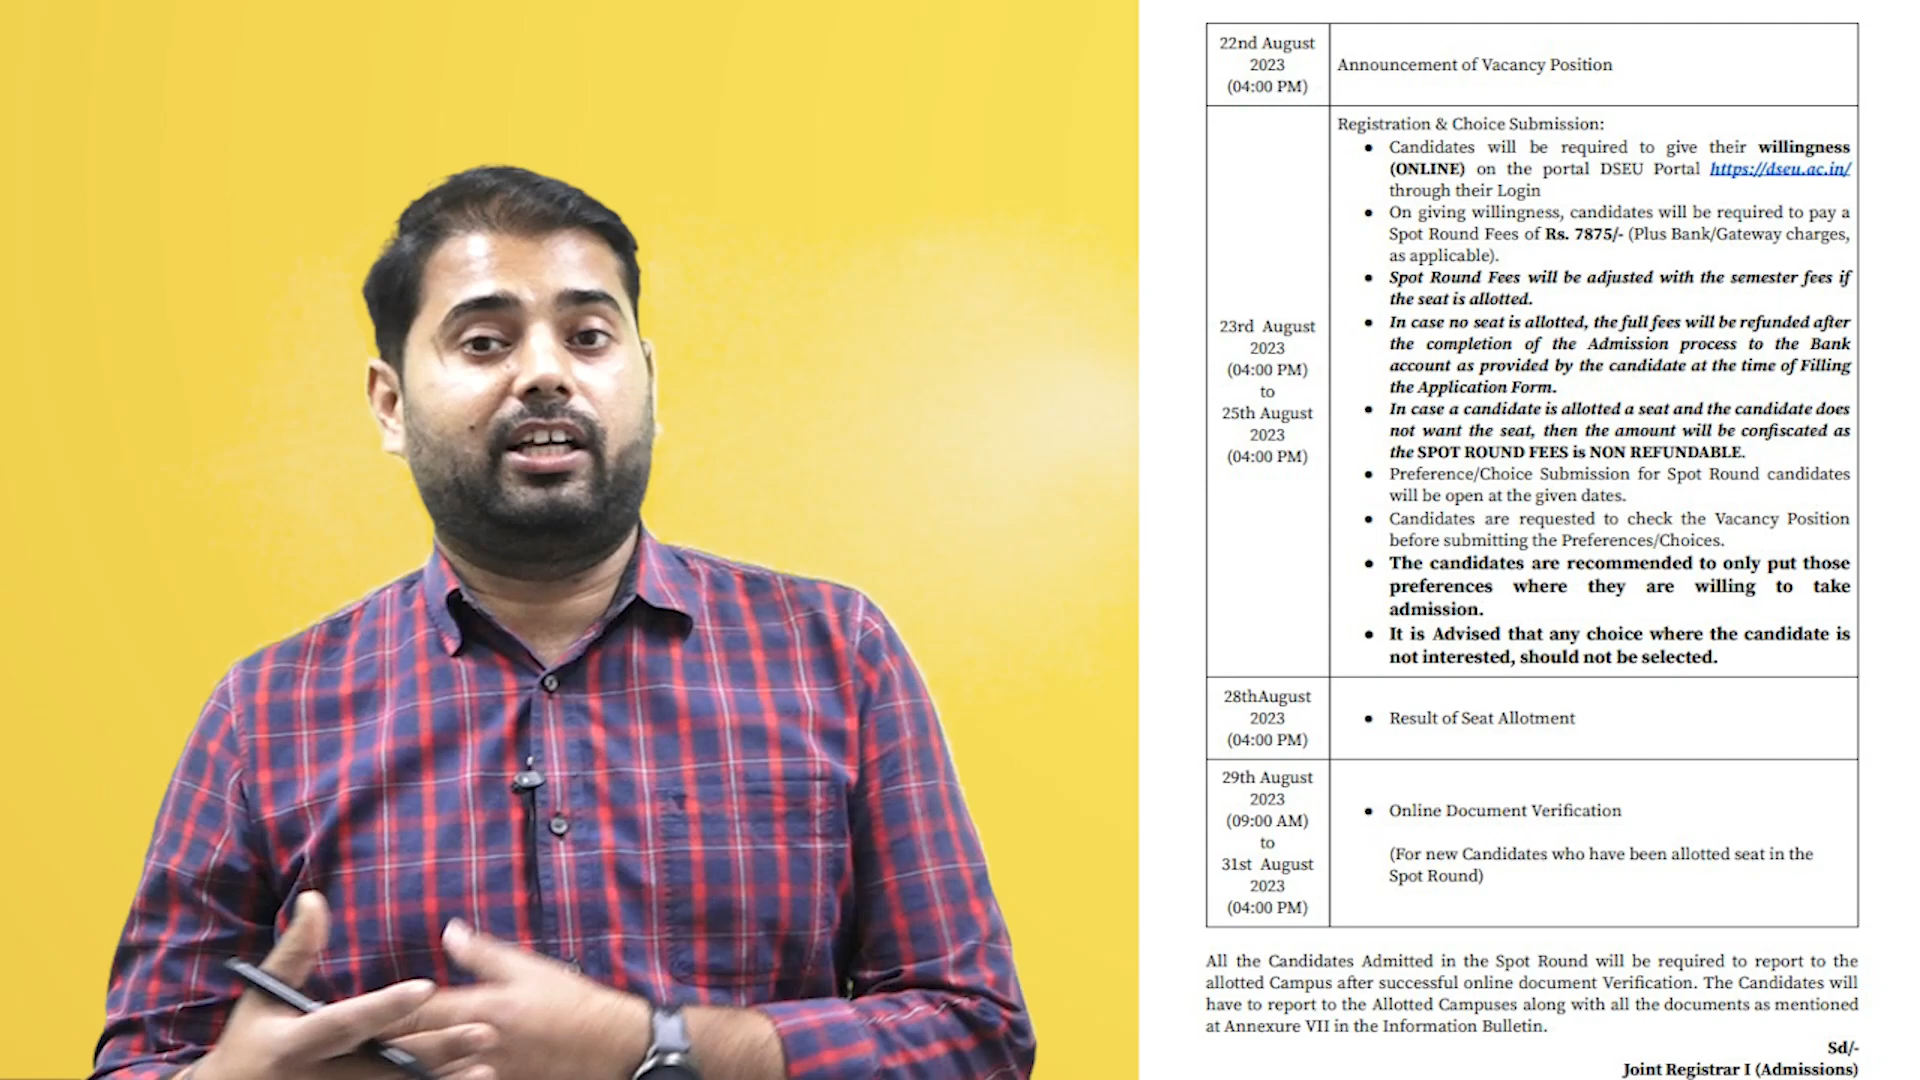 22nd August
2023
(04:00 PM)
Announcement of Vacancy Position
23rd August
2023
(04:00 PM)
to
25th August
2023
(04:00 PM)
Registration & Choice Submission:
● Candidates will be required to give their willingness
(ONLINE) on the portal DSEU Portal https://dseu.ac.in/
through their Login
● On giving willingness, candidates will be required to pay a
Spot Round Fees of Rs. 7875/- (Plus Bank/Gateway charges,
as applicable).
● Spot Round Fees will be adjusted with the semester fees if
the seat is allotted.
● In case no seat is allotted, the full fees will be refunded after
the completion of the Admission process to the Bank
account as provided by the candidate at the time of Filling
the Application Form.
● In case a candidate is allotted a seat and the candidate does
not want the seat, then the amount will be confiscated as
the SPOT ROUND FEES is NON REFUNDABLE.
● Preference/Choice Submission for Spot Round candidates
will be open at the given dates.
● Candidates are requested to check the Vacancy Position
before submitting the Preferences/Choices.
● The candidates are recommended to only put those
preferences where they are willing to take
admission.
● It is Advised that any choice where the candidate is
not interested, should not be selected.
28thAugust
2023
(04:00 PM)
● Result of Seat Allotment
29th August
2023
(09:00 AM)
to
31st August
2023
(04:00 PM)
● Online Document Verification
(For new Candidates who have been allotted seat in the
Spot Round)
All the Candidates Admitted in the Spot Round will be required to report to the
allotted Campus after successful online document Verification. The Candidates will
have to report to the Allotted Campuses along with all the documents as mentioned
at Annexure VII in the Information Bulletin.
Sd/-
Joint Registrar I (Admissions)